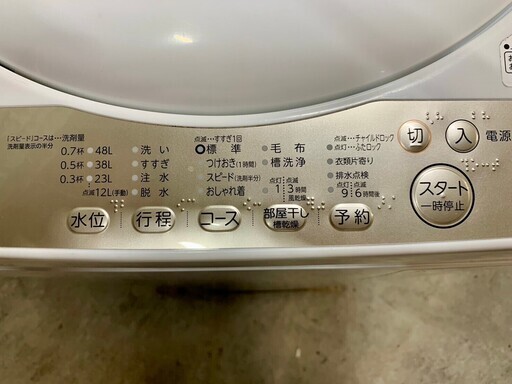 「スピード」コースは…洗剤量
洗剤量表示の半分
0.7杯 48L
0.5杯 38L
0.3杯 23L
点滅12L(手動)
洗い
すすぎ
注水
脱水
点滅…すすぎ1回
標準
つけおき(1時間)
スピード(洗剤半分)
おしゃれ着
毛布
槽洗浄
点灯 点滅
1 3時間
風乾燥
点滅…チャイルドロック
点灯…ふたロック
衣類片寄り
排水点検
点灯 点滅
9 6時間後
水位
行程
コース
部屋干し
槽乾燥
予約
切
入
電源
スタート
一時停止